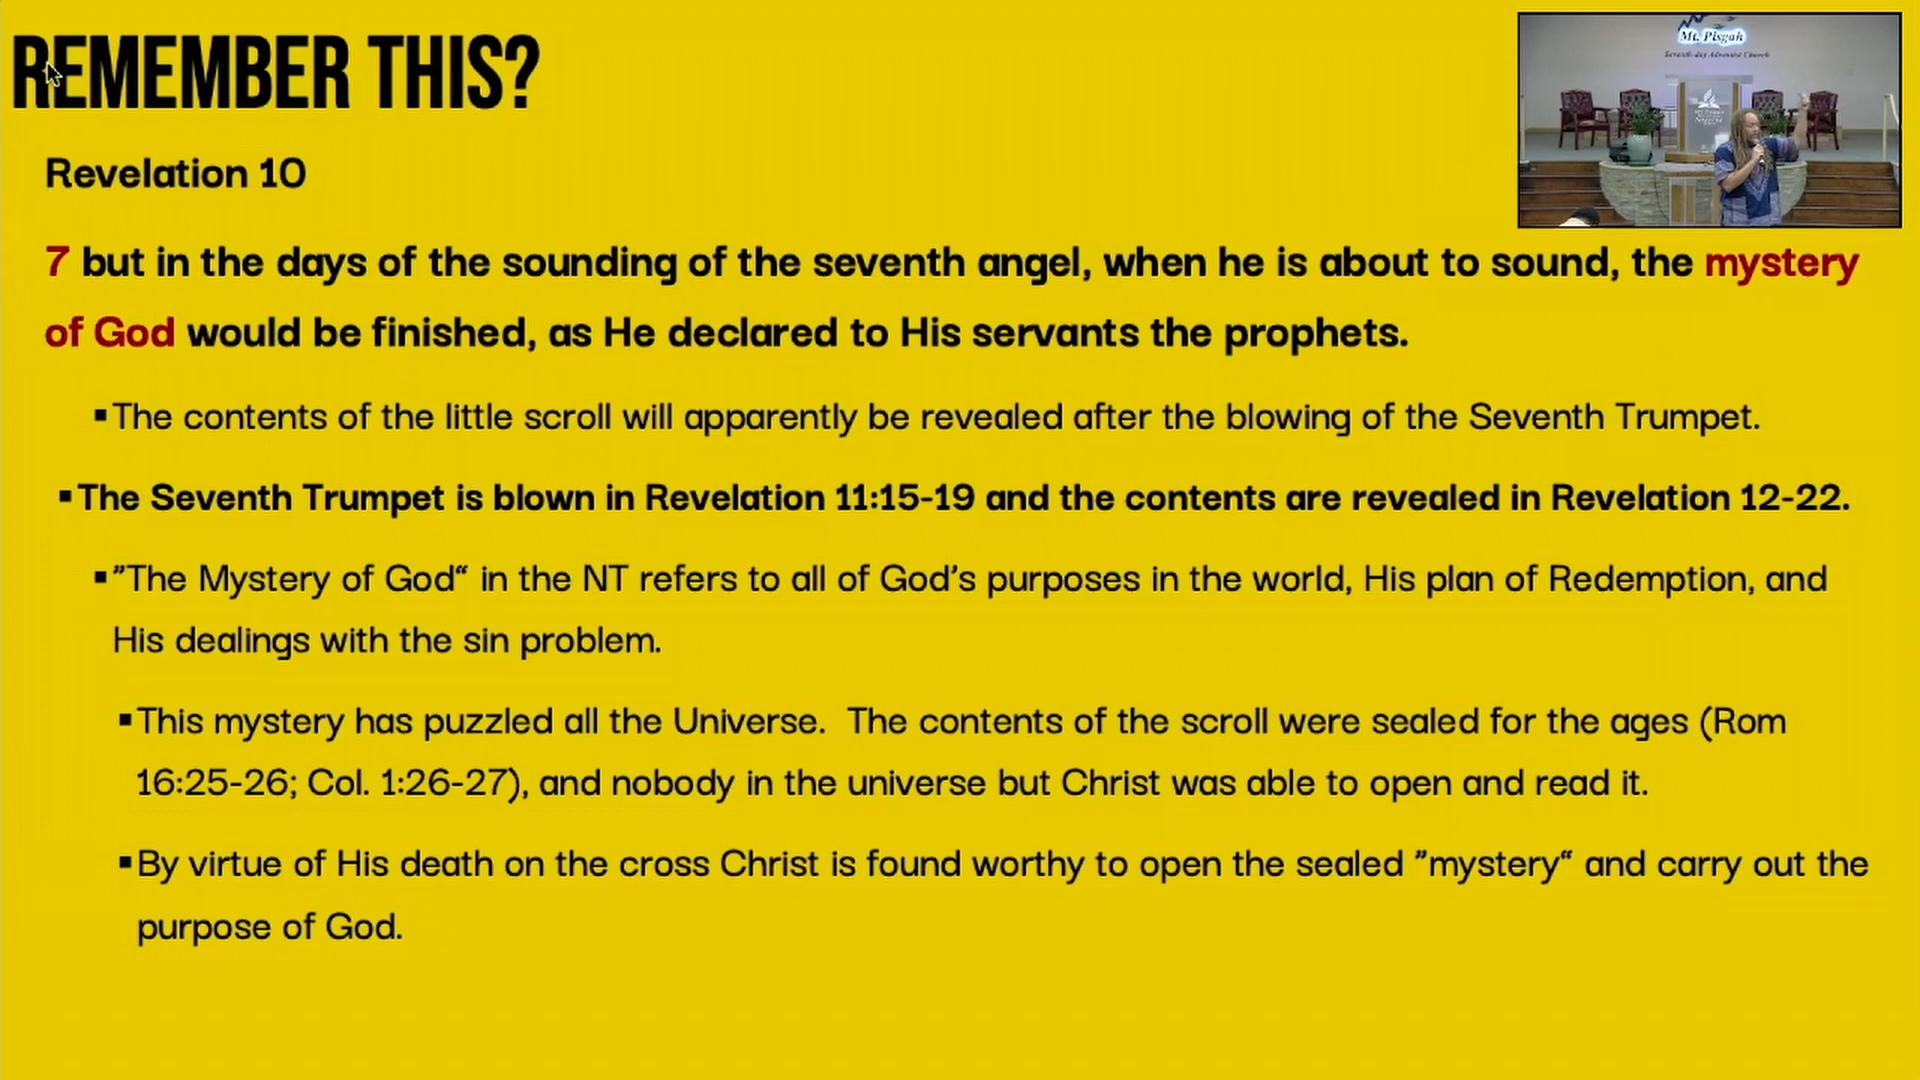 REMEMBER THIS?
Mt. Pisgah
Seventh-day Adventist Church
Revelation 10
7 but in the days of the sounding of the seventh angel, when he is about to sound, the mystery
of God would be finished, as He declared to His servants the prophets.
▪The contents of the little scroll will apparently be revealed after the blowing of the Seventh Trumpet.
▪The Seventh Trumpet is blown in Revelation 11:15-19 and the contents are revealed in Revelation 12-22.
▪”The Mystery of God“ in the NT refers to all of God’s purposes in the world, His plan of Redemption, and
His dealings with the sin problem.
▪This mystery has puzzled all the Universe.  The contents of the scroll were sealed for the ages (Rom
16:25-26; Col. 1:26-27), and nobody in the universe but Christ was able to open and read it.
▪By virtue of His death on the cross Christ is found worthy to open the sealed ”mystery“ and carry out the
purpose of God.